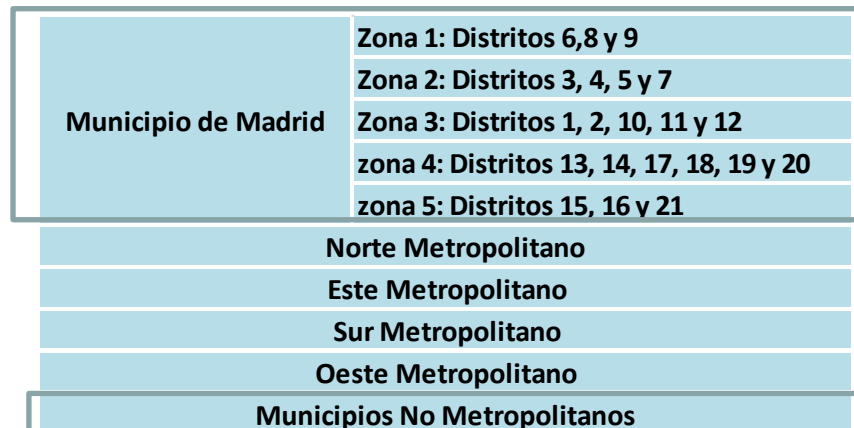 Zona 1: Distritos 6,8 y 9
Zona 2: Distritos 3, 4, 5 y 7
Municipio de Madrid
Zona 3: Distritos 1, 2, 10, 11 y 12
zona 4: Distritos 13, 14, 17, 18, 19 y 20
zona 5: Distritos 15, 16 y 21
Norte Metropolitano
Este Metropolitano
Sur Metropolitano
Oeste Metropolitano
Municipios No Metropolitanos